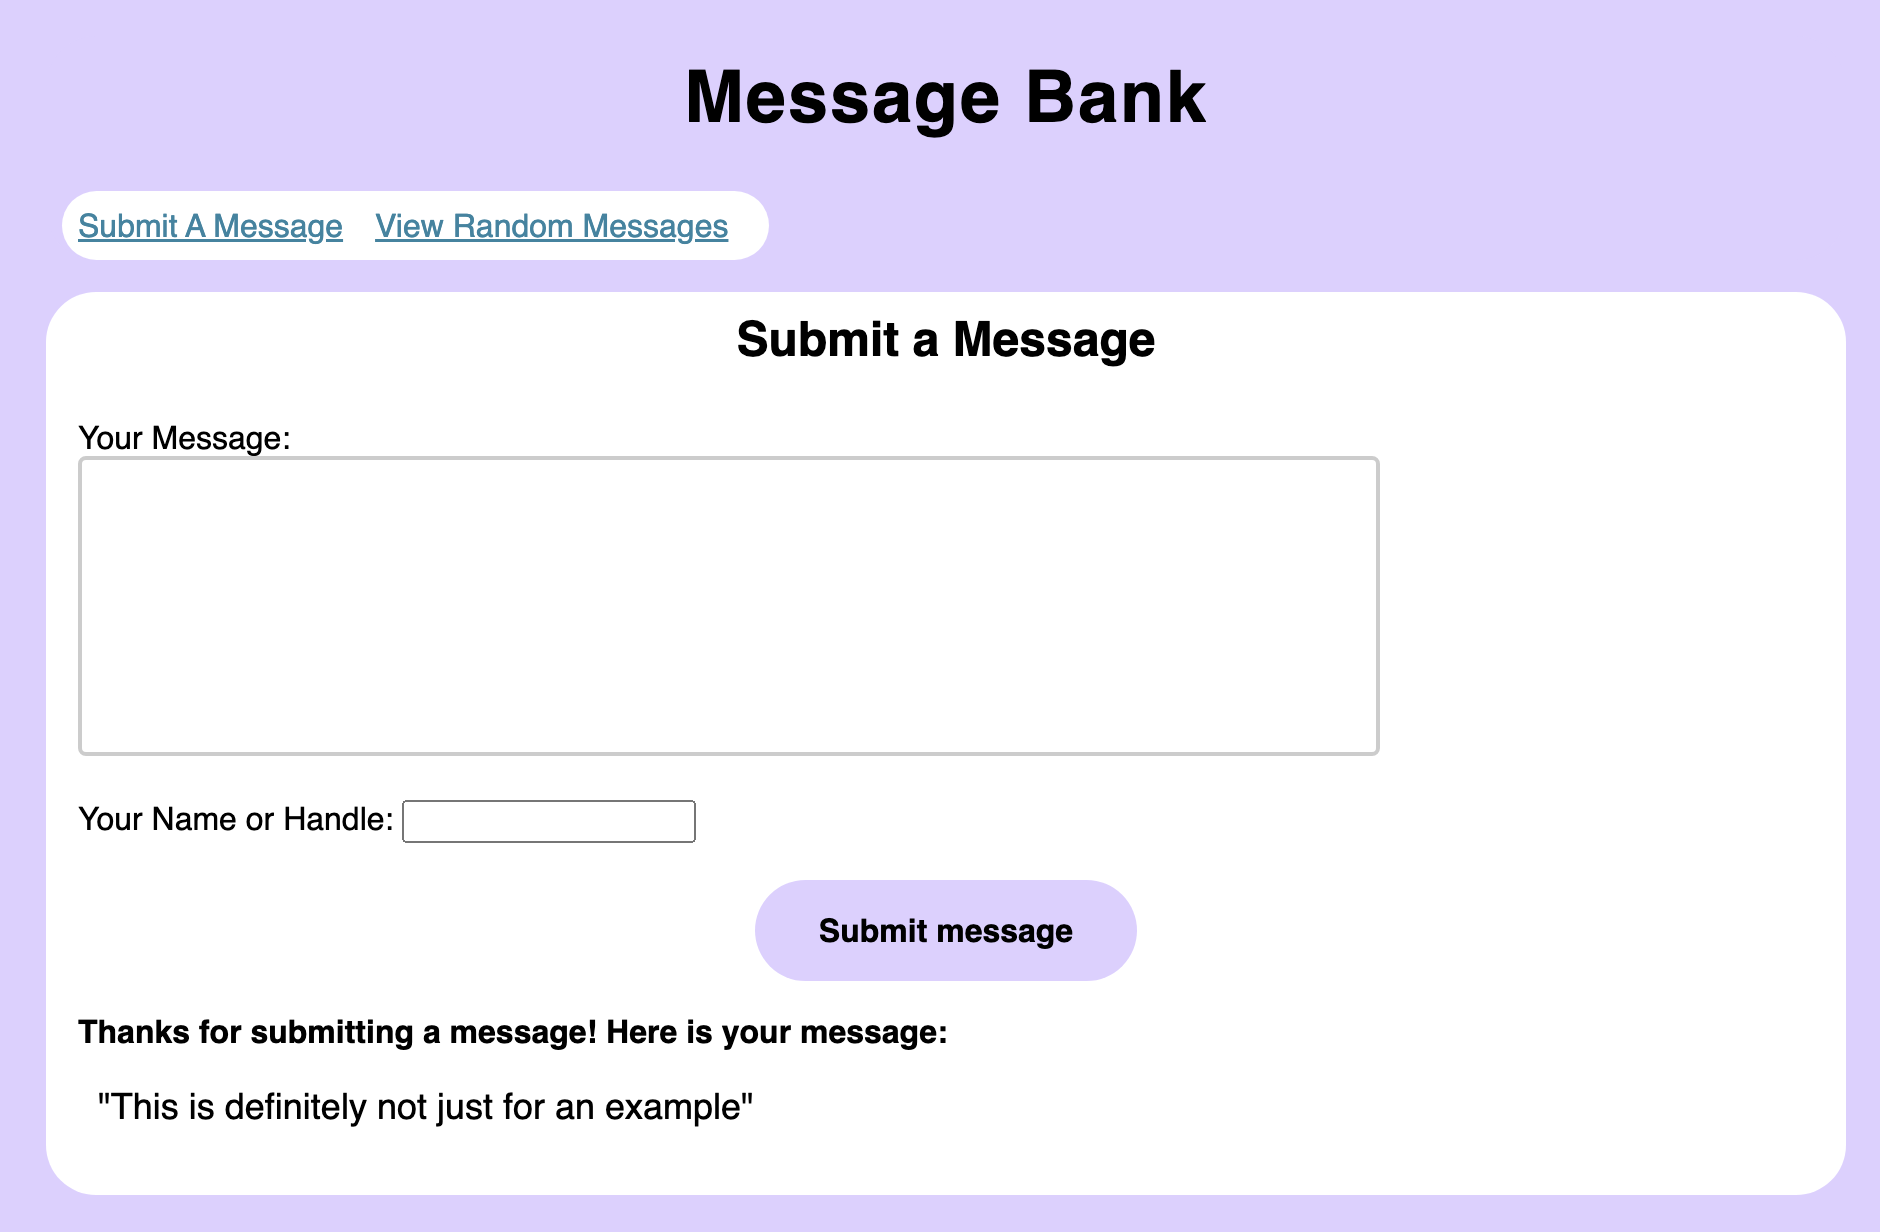 Message Bank
Submit A Message View Random Messages
Submit a Message
Your Message:
Your Name or Handle:
Submit message
Thanks for submitting a message! Here is your message:
"This is definitely not just for an example"